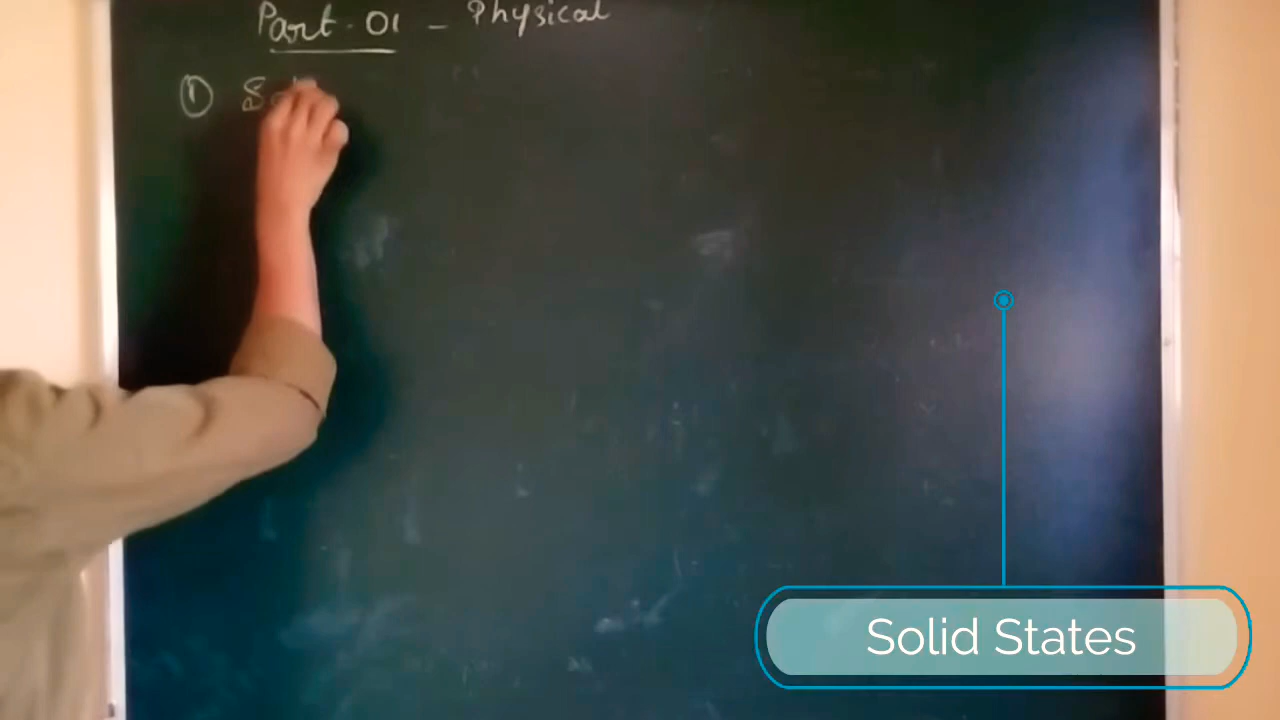 Part-01 - Physical
①
Solid States